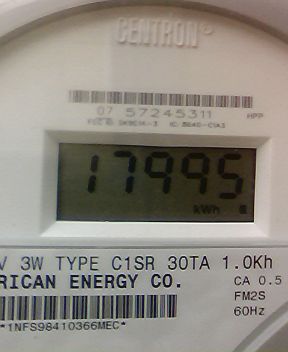 CENTRON®
07 57245311 HPP
17995
kWh
V 3W TYPE C1SR 30TA 1.0Kh
RICAN ENERGY CO. CA 0.5
FM2S
60Hz
*1NFS98410366MEC*